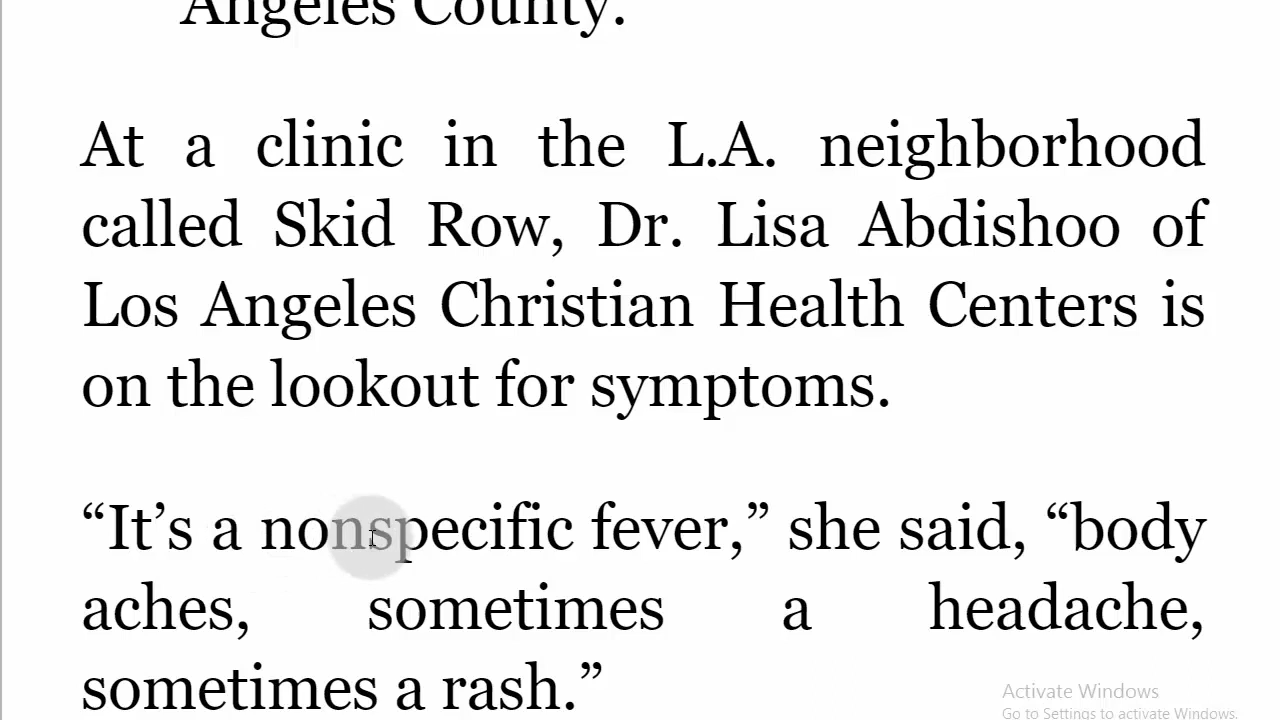 Angeles County.
At a clinic in the L.A. neighborhood
called Skid Row, Dr. Lisa Abdishoo of
Los Angeles Christian Health Centers is
on the lookout for symptoms.
“It’s a nonspecific fever,” she said, “body
aches, sometimes a headache,
sometimes a rash.”
Activate Windows
Go to Settings to activate Windows.